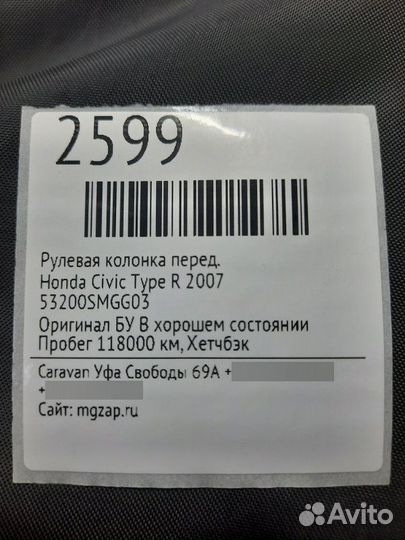 2599
Рулевая колонка перед.
Honda Civic Type R 2007
53200SMGG03
Оригинал БУ В хорошем состоянии
Пробег 118000 км, Хетчбэк
Caravan Уфа Свободы 69А +
+
Сайт: mgzap.ru
Avito